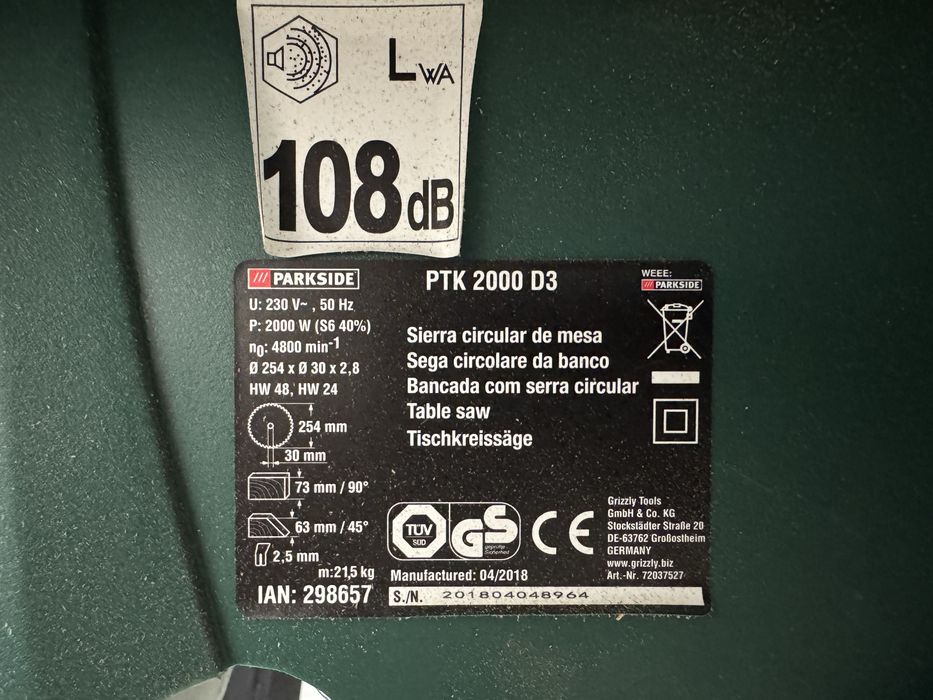 LWA
108 dB
PARKSIDE
PTK 2000 D3
WEEE:
PARKSIDE
U: 230 V~ , 50 Hz
P: 2000 W (S6 40%)
n0: 4800 min-1
Ø 254 x Ø 30 x 2,8
HW 48, HW 24
254 mm
30 mm
73 mm / 90°
63 mm / 45°
2,5 mm
m:21,5 kg
IAN: 298657
Sierra circular de mesa
Sega circolare da banco
Bancada com serra circular
Table saw
Tischkreissäge
TÜV
SÜD
GS
geprüfte
Sicherheit
CE
Grizzly Tools
GmbH & Co. KG
Stockstädter Straße 20
DE-63762 Großostheim
GERMANY
www.grizzly.biz
Art.-Nr. 72037527
Manufactured: 04/2018
S./N. 201804048964